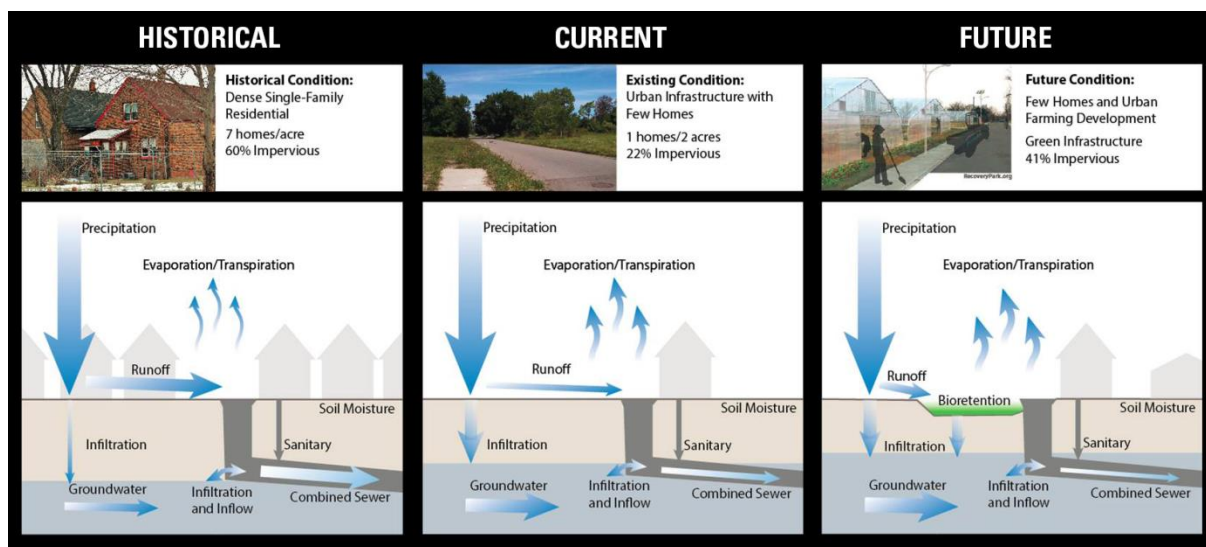 HISTORICAL
Historical Condition:
Dense Single-Family
Residential
7 homes/acre
60% Impervious
Precipitation
Evaporation/Transpiration
Runoff
Soil Moisture
Infiltration
Sanitary
Groundwater
Infiltration
and Inflow
Combined Sewer
CURRENT
Existing Condition:
Urban Infrastructure with
Few Homes
1 homes/2 acres
22% Impervious
Precipitation
Evaporation/Transpiration
Runoff
Soil Moisture
Infiltration
Sanitary
Groundwater
Infiltration
and Inflow
Combined Sewer
FUTURE
Future Condition:
Few Homes and Urban
Farming Development
Green Infrastructure
41% Impervious
RecoveryPark.org
Precipitation
Evaporation/Transpiration
Runoff
Bioretention
Soil Moisture
Infiltration
Sanitary
Groundwater
Infiltration
and Inflow
Combined Sewer